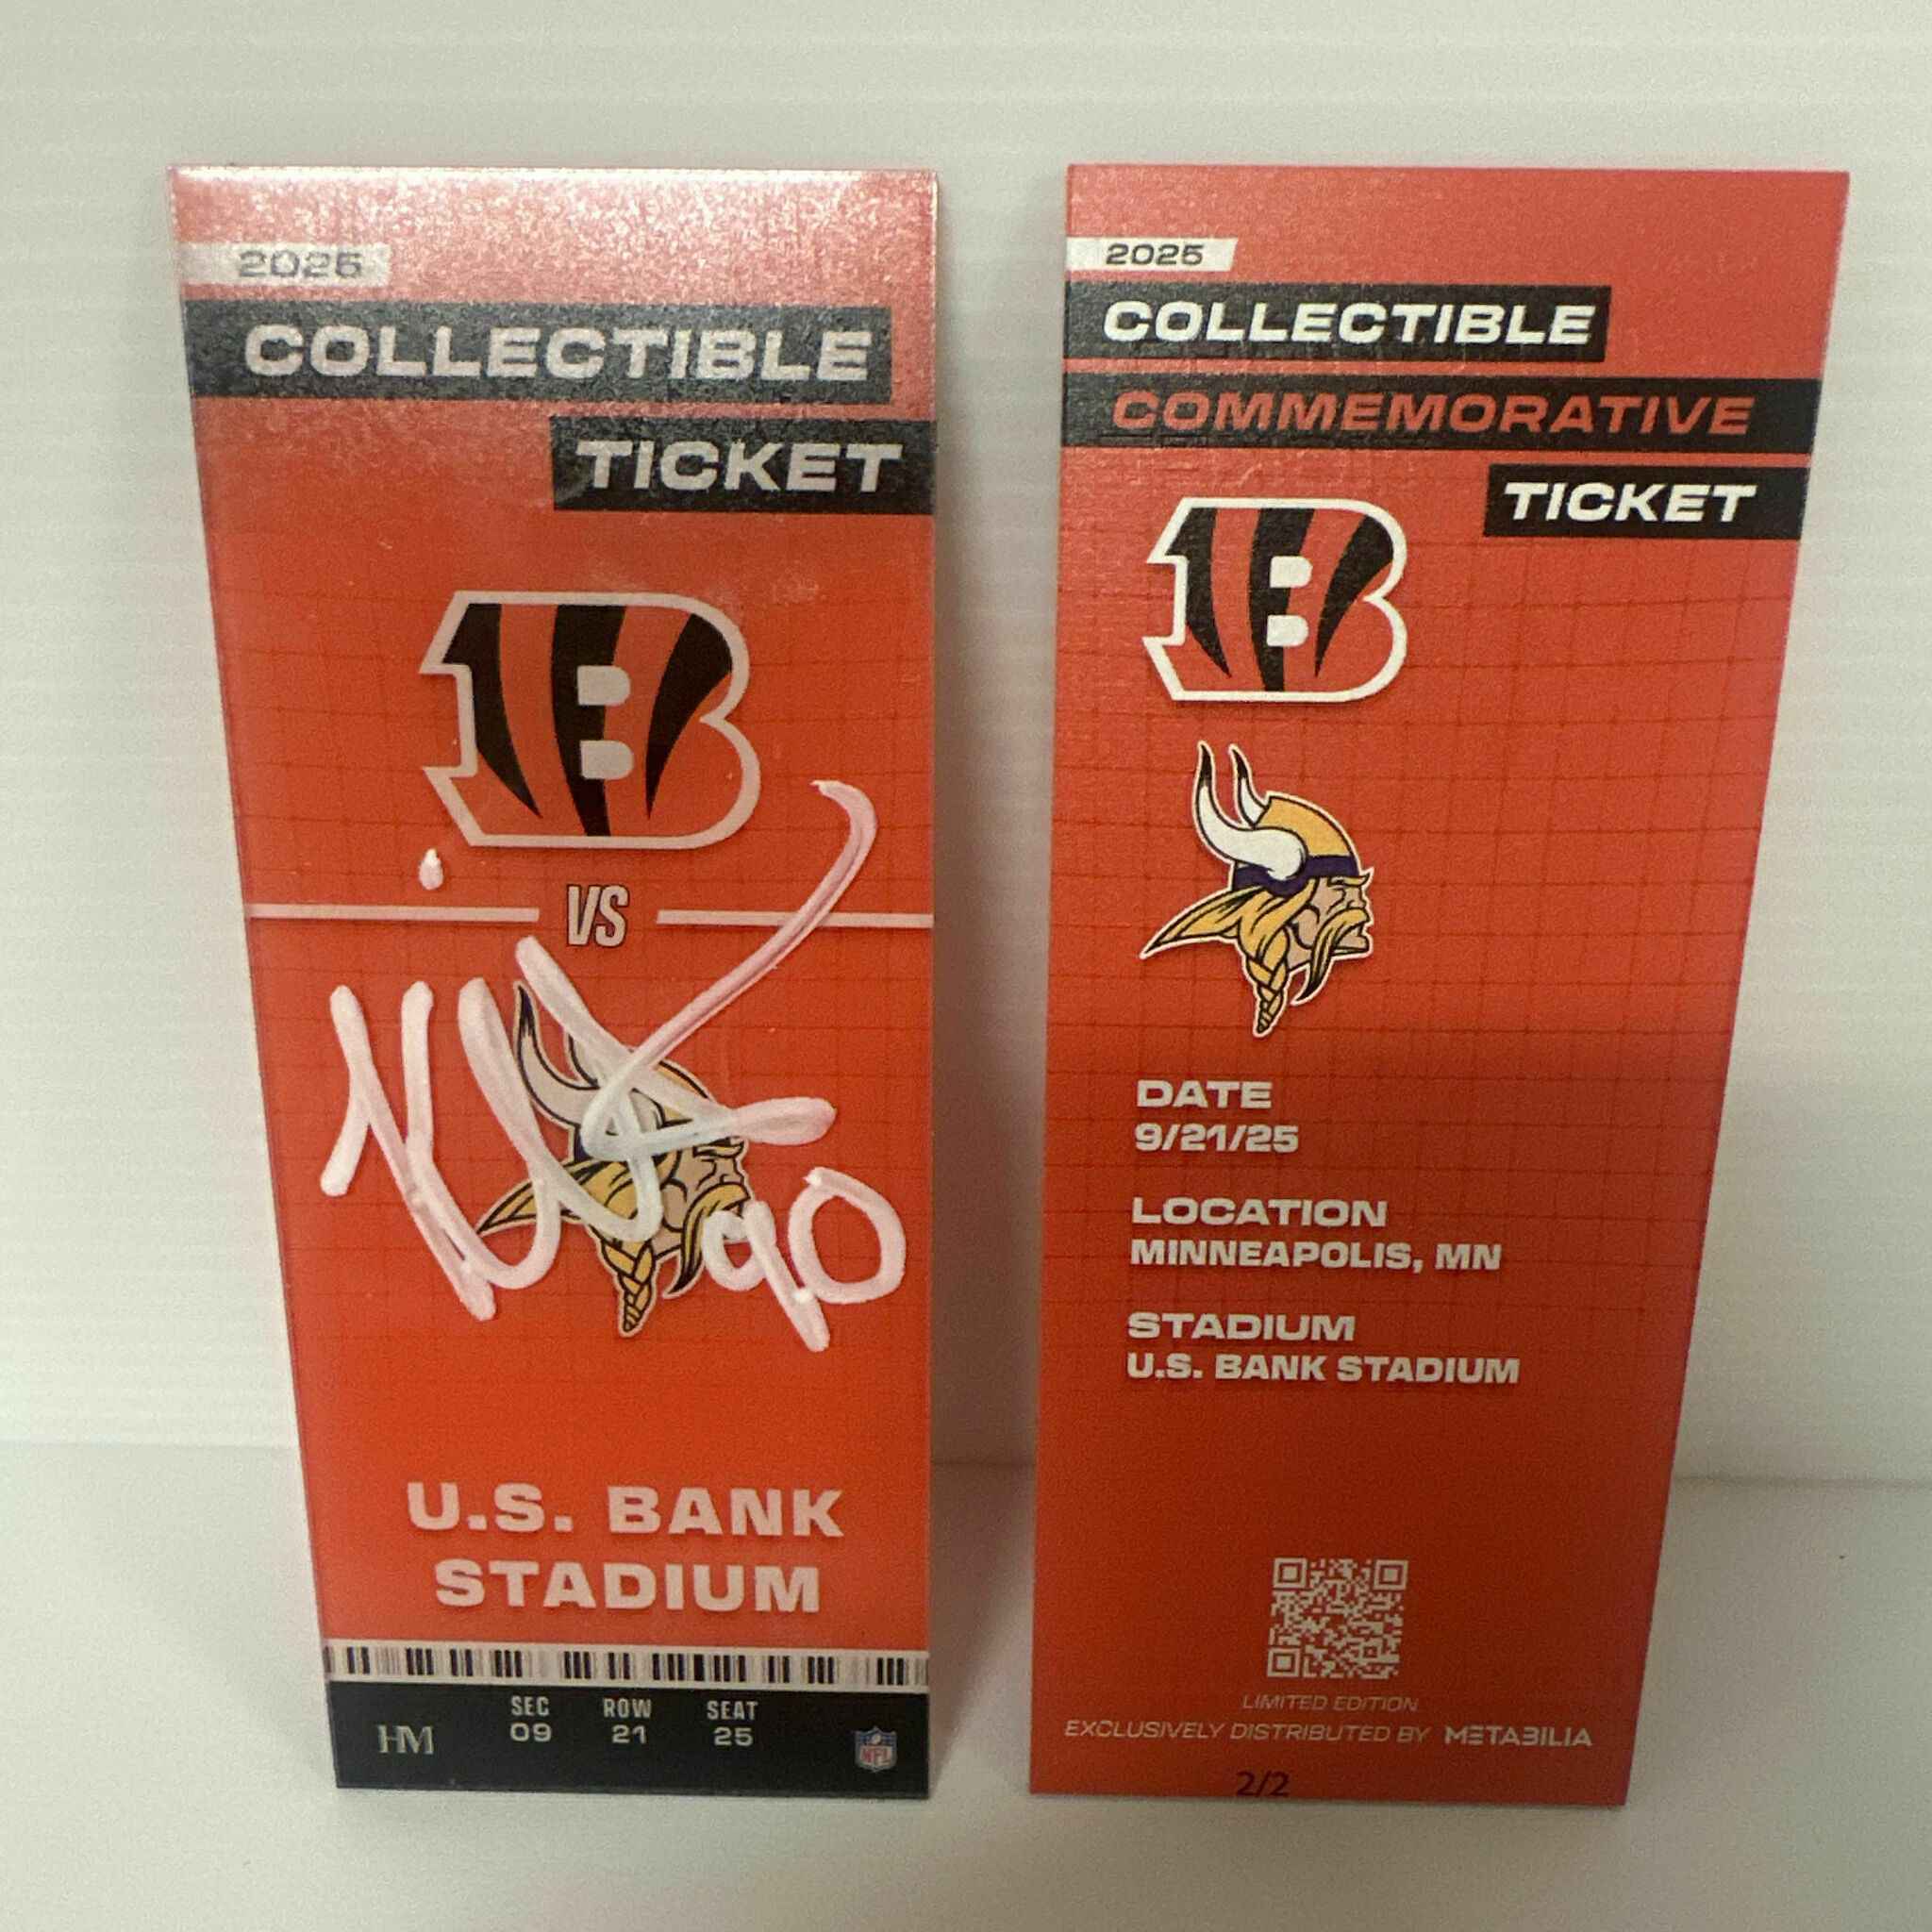 2025
COLLECTIBLE
TICKET
VS
90
U.S. BANK
STADIUM
SEC ROW SEAT
09 21 25
HM
NFL
2025
COLLECTIBLE
COMMEMORATIVE
TICKET
DATE
9/21/25
LOCATION
MINNEAPOLIS, MN
STADIUM
U.S. BANK STADIUM
LIMITED EDITION
EXCLUSIVELY DISTRIBUTED BY METABILIA
2/2